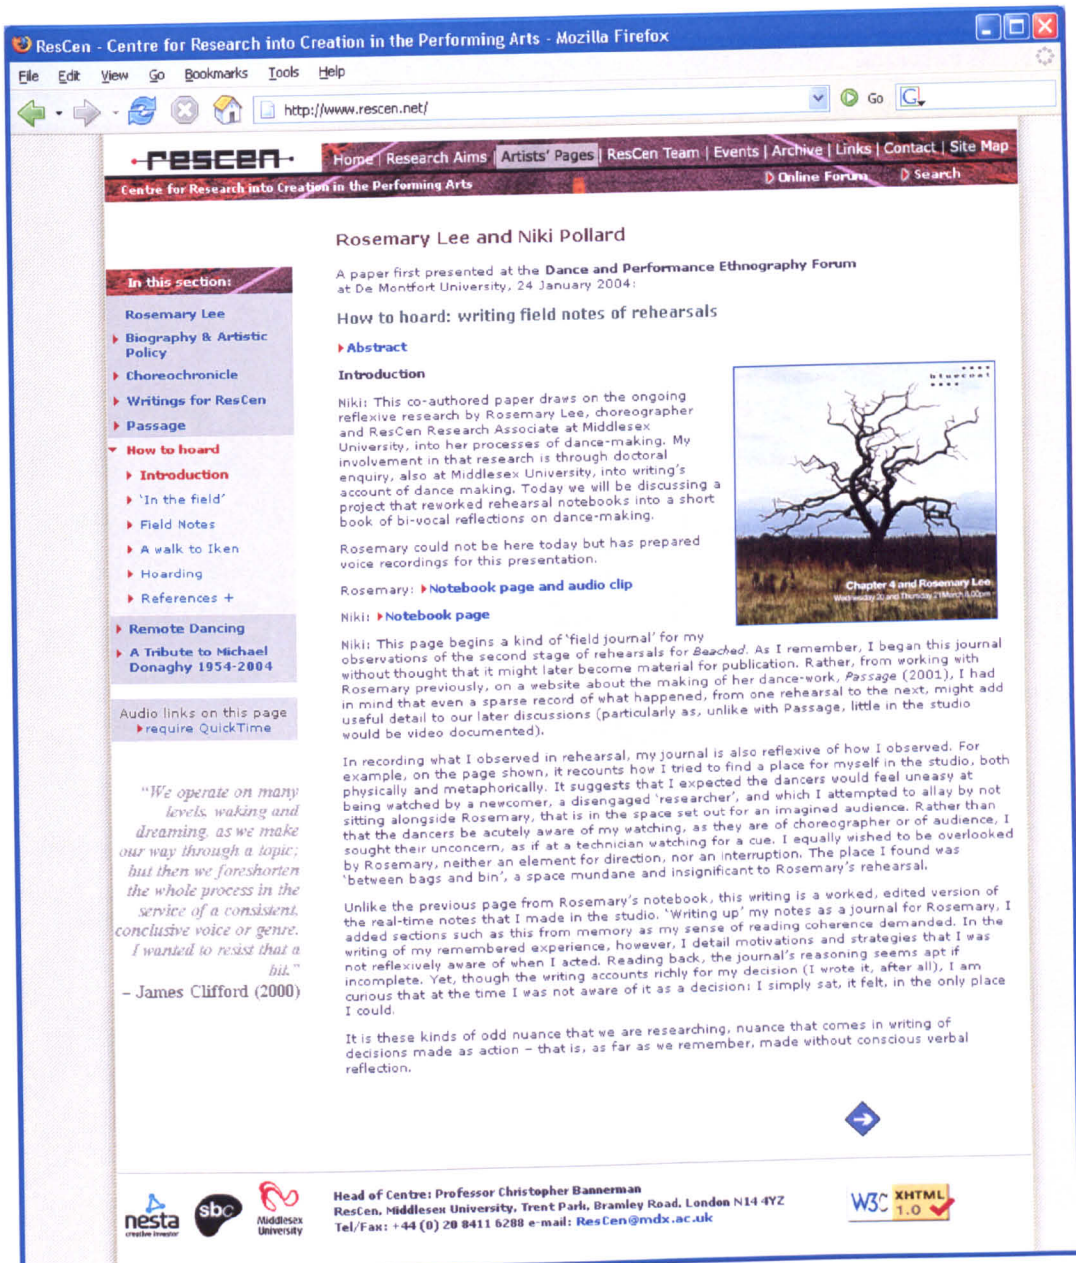 ResCen - Centre for Research into Creation in the Performing Arts - Mozilla Firefox
File Edit View Go Bookmarks Tools Help
http://www.rescen.net/ Go G
rescen
Home | Research Aims | Artists' Pages | ResCen Team | Events | Archive | Links | Contact | Site Map
Centre for Research into Creation in the Performing Arts
Online Forum Search
In this section:
Rosemary Lee
Biography & Artistic
Policy
Choreochronicle
Writings for ResCen
Passage
How to hoard
Introduction
'In the field'
Field Notes
A walk to Iken
Hoarding
References +
Remote Dancing
A Tribute to Michael
Donaghy 1954-2004
Audio links on this page
require QuickTime
"We operate on many
levels, waking and
dreaming, as we make
our way through a topic;
but then we foreshorten
the whole process in the
service of a consistent,
conclusive voice or genre.
I wanted to resist that a
bit."
– James Clifford (2000)
Rosemary Lee and Niki Pollard
A paper first presented at the Dance and Performance Ethnography Forum
at De Montfort University, 24 January 2004:
How to hoard: writing field notes of rehearsals
Abstract
Introduction
Niki: This co-authored paper draws on the ongoing
reflexive research by Rosemary Lee, choreographer
and ResCen Research Associate at Middlesex
University, into her processes of dance-making. My
involvement in that research is through doctoral
enquiry, also at Middlesex University, into writing's
account of dance making. Today we will be discussing a
project that reworked rehearsal notebooks into a short
book of bi-vocal reflections on dance-making.
Rosemary could not be here today but has prepared
voice recordings for this presentation.
Rosemary: Notebook page and audio clip
Niki: Notebook page
bluecoat
Chapter 4 and Rosemary Lee
Wednesday 20 and Thursday 21 March 8.00pm
Niki: This page begins a kind of 'field journal' for my
observations of the second stage of rehearsals for Beached. As I remember, I began this journal
without thought that it might later become material for publication. Rather, from working with
Rosemary previously, on a website about the making of her dance-work, Passage (2001), I had
in mind that even a sparse record of what happened, from one rehearsal to the next, might add
useful detail to our later discussions (particularly as, unlike with Passage, little in the studio
would be video documented).
In recording what I observed in rehearsal, my journal is also reflexive of how I observed. For
example, on the page shown, it recounts how I tried to find a place for myself in the studio, both
physically and metaphorically. It suggests that I expected the dancers would feel uneasy at
being watched by a newcomer, a disengaged 'researcher', and which I attempted to allay by not
sitting alongside Rosemary, that is in the space set out for an imagined audience. Rather than
that the dancers be acutely aware of my watching, as they are of choreographer or of audience, I
sought their unconcern, as if at a technician watching for a cue. I equally wished to be overlooked
by Rosemary, neither an element for direction, nor an interruption. The place I found was
'between bags and bin', a space mundane and insignificant to Rosemary's rehearsal.
Unlike the previous page from Rosemary's notebook, this writing is a worked, edited version of
the real-time notes that I made in the studio. 'Writing up' my notes as a journal for Rosemary, I
added sections such as this from memory as my sense of reading coherence demanded. In the
writing of my remembered experience, however, I detail motivations and strategies that I was
not reflexively aware of when I acted. Reading back, the journal's reasoning seems apt if
incomplete. Yet, though the writing accounts richly for my decision (I wrote it, after all), I am
curious that at the time I was not aware of it as a decision: I simply sat, it felt, in the only place
I could.
It is these kinds of odd nuance that we are researching, nuance that comes in writing of
decisions made as action – that is, as far as we remember, made without conscious verbal
reflection.
nesta
creative investor
sbc
Middlesex
University
Head of Centre: Professor Christopher Bannerman
ResCen, Middlesex University, Trent Park, Bramley Road, London N14 4YZ
Tel/Fax: +44 (0) 20 8411 6288 e-mail: ResCen@mdx.ac.uk
W3C XHTML
1.0